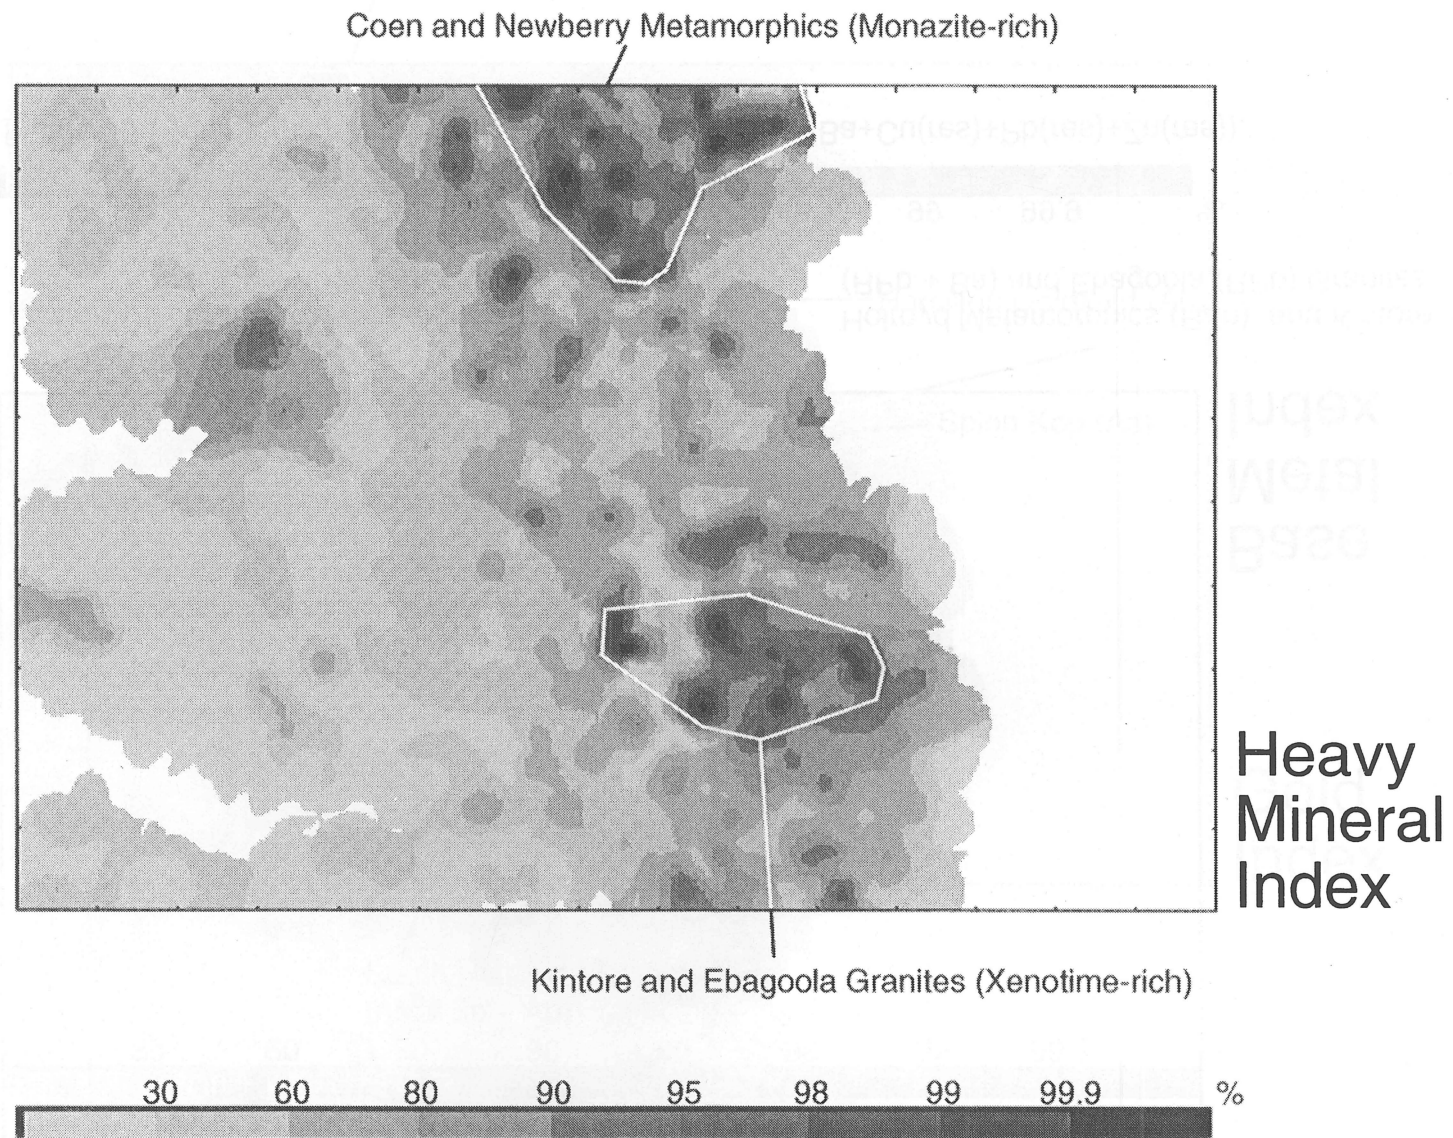 Coen and Newberry Metamorphics (Monazite-rich)
Heavy
Mineral
Index
Kintore and Ebagoola Granites (Xenotime-rich)
30 60 80 90 95 98 99 99.9 %